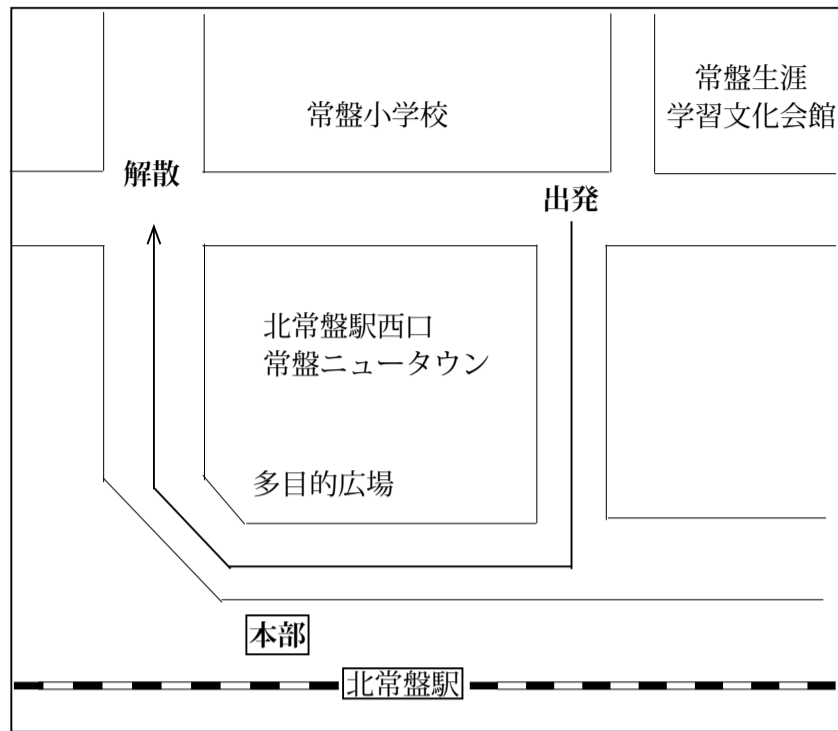 常盤生涯
学習文化会館
常盤小学校
解散
出発
北常盤駅西口
常盤ニュータウン
多目的広場
本部
北常盤駅